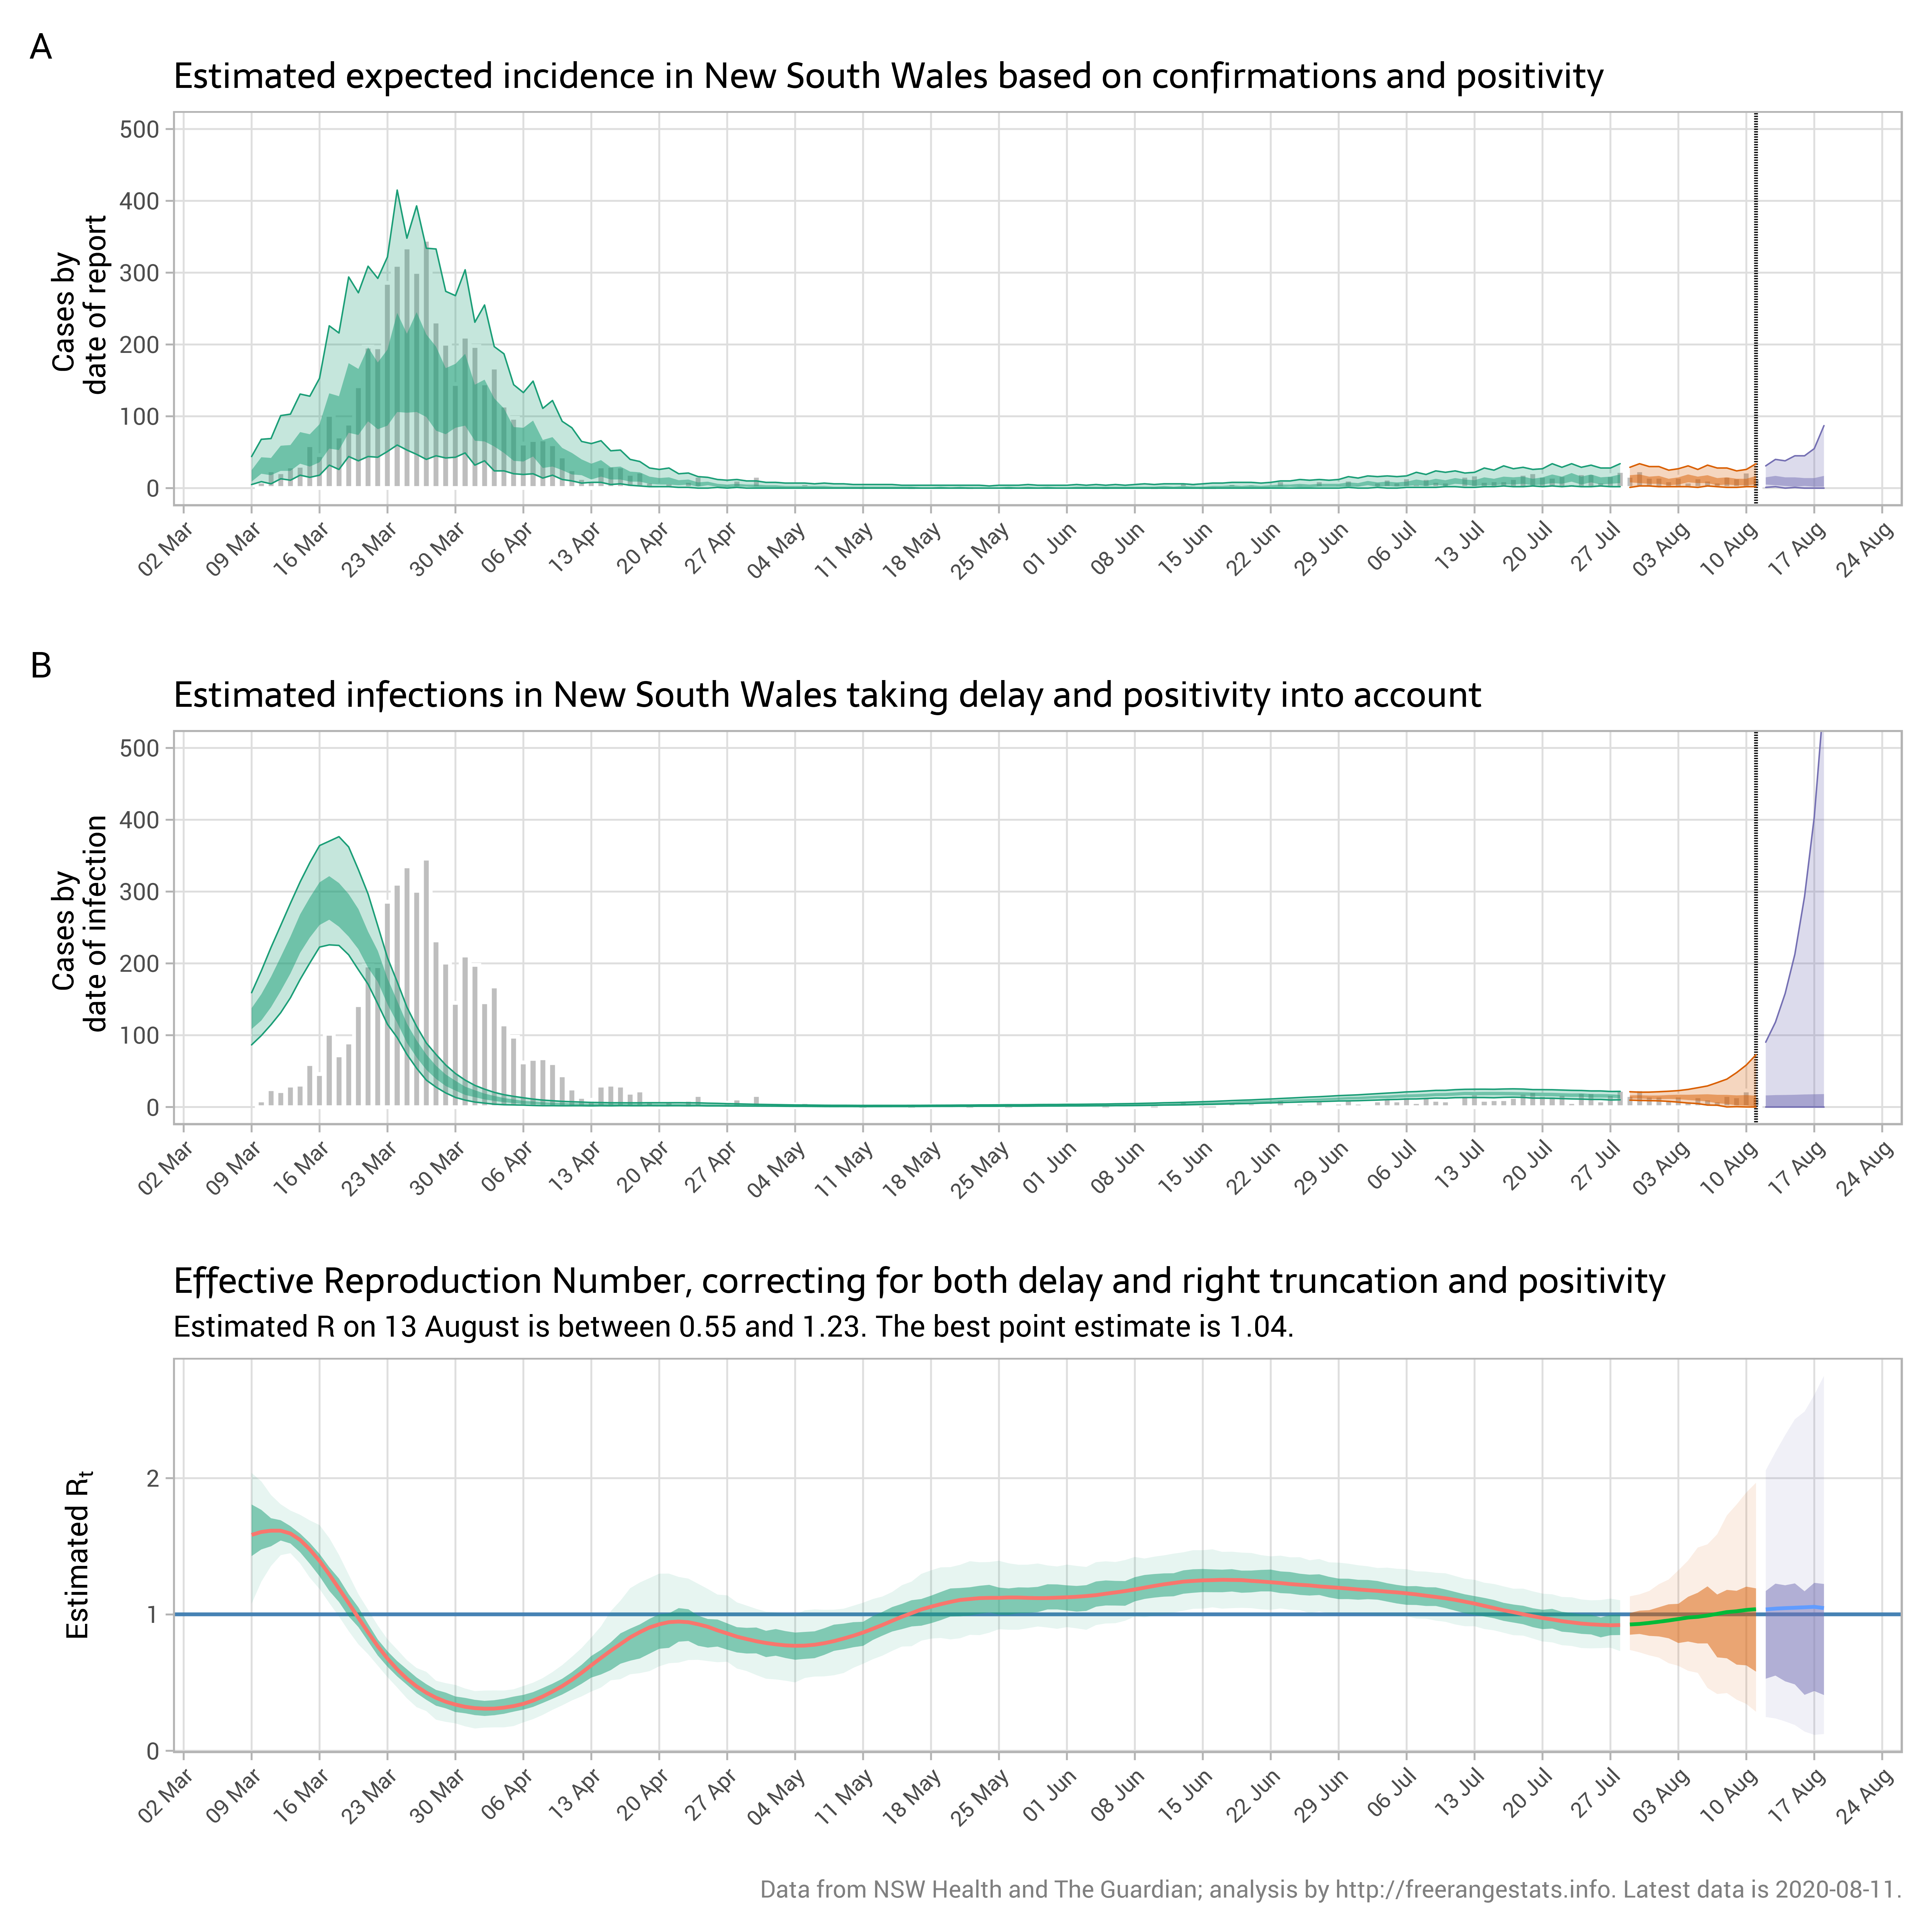 A
Estimated expected incidence in New South Wales based on confirmations and positivity
Cases by
date of report
500
400
300
200
100
0
02 Mar 09 Mar 16 Mar 23 Mar 30 Mar 06 Apr 13 Apr 20 Apr 27 Apr 04 May 11 May 18 May 25 May 01 Jun 08 Jun 15 Jun 22 Jun 29 Jun 06 Jul 13 Jul 20 Jul 27 Jul 03 Aug 10 Aug 17 Aug 24 Aug
B
Estimated infections in New South Wales taking delay and positivity into account
Cases by
date of infection
500
400
300
200
100
0
02 Mar 09 Mar 16 Mar 23 Mar 30 Mar 06 Apr 13 Apr 20 Apr 27 Apr 04 May 11 May 18 May 25 May 01 Jun 08 Jun 15 Jun 22 Jun 29 Jun 06 Jul 13 Jul 20 Jul 27 Jul 03 Aug 10 Aug 17 Aug 24 Aug
Effective Reproduction Number, correcting for both delay and right truncation and positivity
Estimated R on 13 August is between 0.55 and 1.23. The best point estimate is 1.04.
Estimated Rt
2
1
0
02 Mar 09 Mar 16 Mar 23 Mar 30 Mar 06 Apr 13 Apr 20 Apr 27 Apr 04 May 11 May 18 May 25 May 01 Jun 08 Jun 15 Jun 22 Jun 29 Jun 06 Jul 13 Jul 20 Jul 27 Jul 03 Aug 10 Aug 17 Aug 24 Aug
Data from NSW Health and The Guardian; analysis by http://freerangestats.info. Latest data is 2020-08-11.